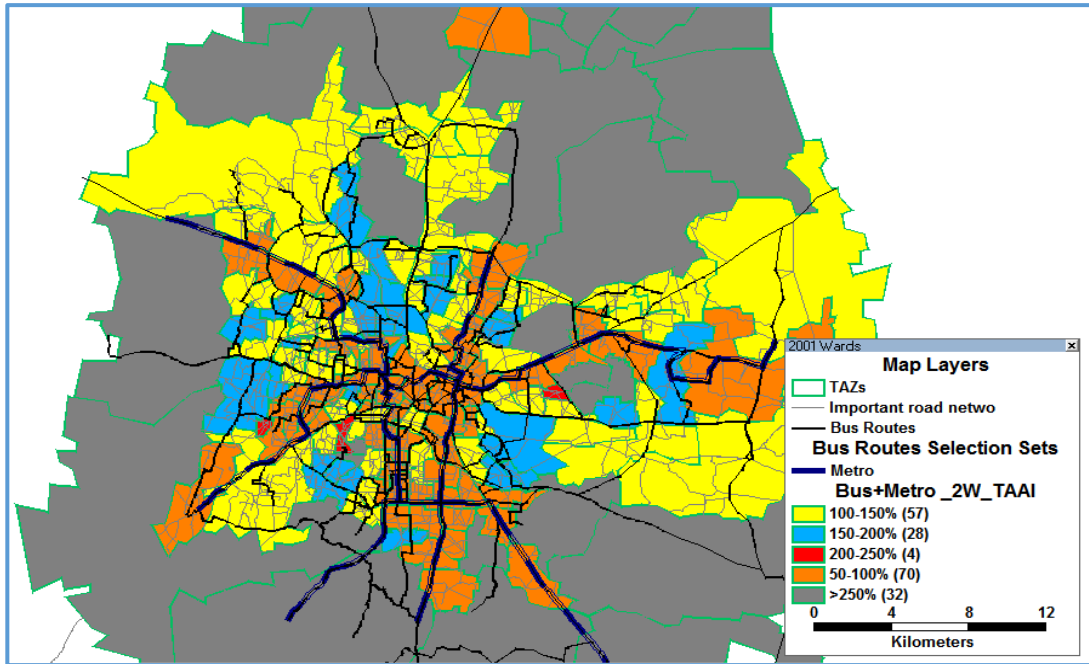 2001 Wards
Map Layers
TAZs
Important road netwo
Bus Routes
Bus Routes Selection Sets
Metro
Bus+Metro _2W_TAAI
100-150% (57)
150-200% (28)
200-250% (4)
50-100% (70)
>250% (32)
0 4 8 12
Kilometers